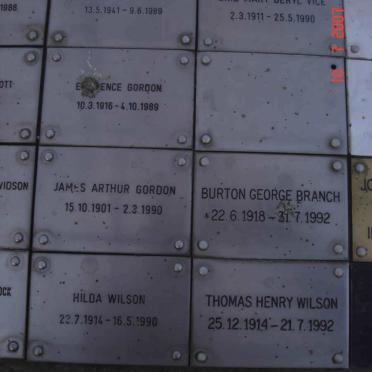 1988
13.5.1941 - 9.6.1989
2.3.1911 - 25.5.1990
GORDON
10.3.1916 - 4.10.1989
JAMES ARTHUR GORDON
15.10.1901 - 2.3.1990
BURTON GEORGE BRANCH
22.6.1918 - 31.7.1992
HILDA WILSON
22.7.1914 - 16.5.1990
THOMAS HENRY WILSON
25.12.1914 - 21.7.1992